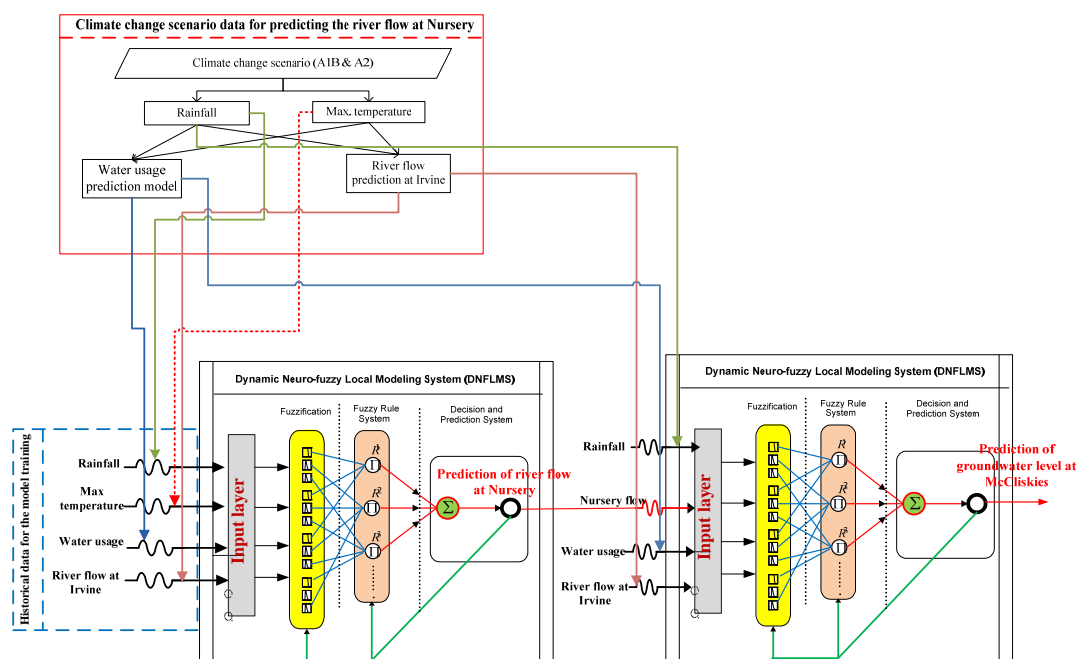 Climate change scenario data for predicting the river flow at Nursery
Climate change scenario (A1B & A2)
Rainfall
Max. temperature
Water usage
prediction model
River flow
prediction at Irvine
Historical data for the model training
Rainfall
Max
temperature
Water usage
River flow at
Irvine
Dynamic Neuro-fuzzy Local Modeling System (DNFLMS)
Fuzzification
Fuzzy Rule
System
Decision and
Prediction System
Input layer
R
R²
R²
Π
Π
Π
Σ
Prediction of river flow
at Nursery
Dynamic Neuro-fuzzy Local Modeling System (DNFLMS)
Fuzzification
Fuzzy Rule
System
Decision and
Prediction System
Rainfall
Nursery flow
Water usage
River flow at
Irvine
Input layer
R
R²
R²
Π
Π
Π
Σ
Prediction of
groundwater level at
McCliskies